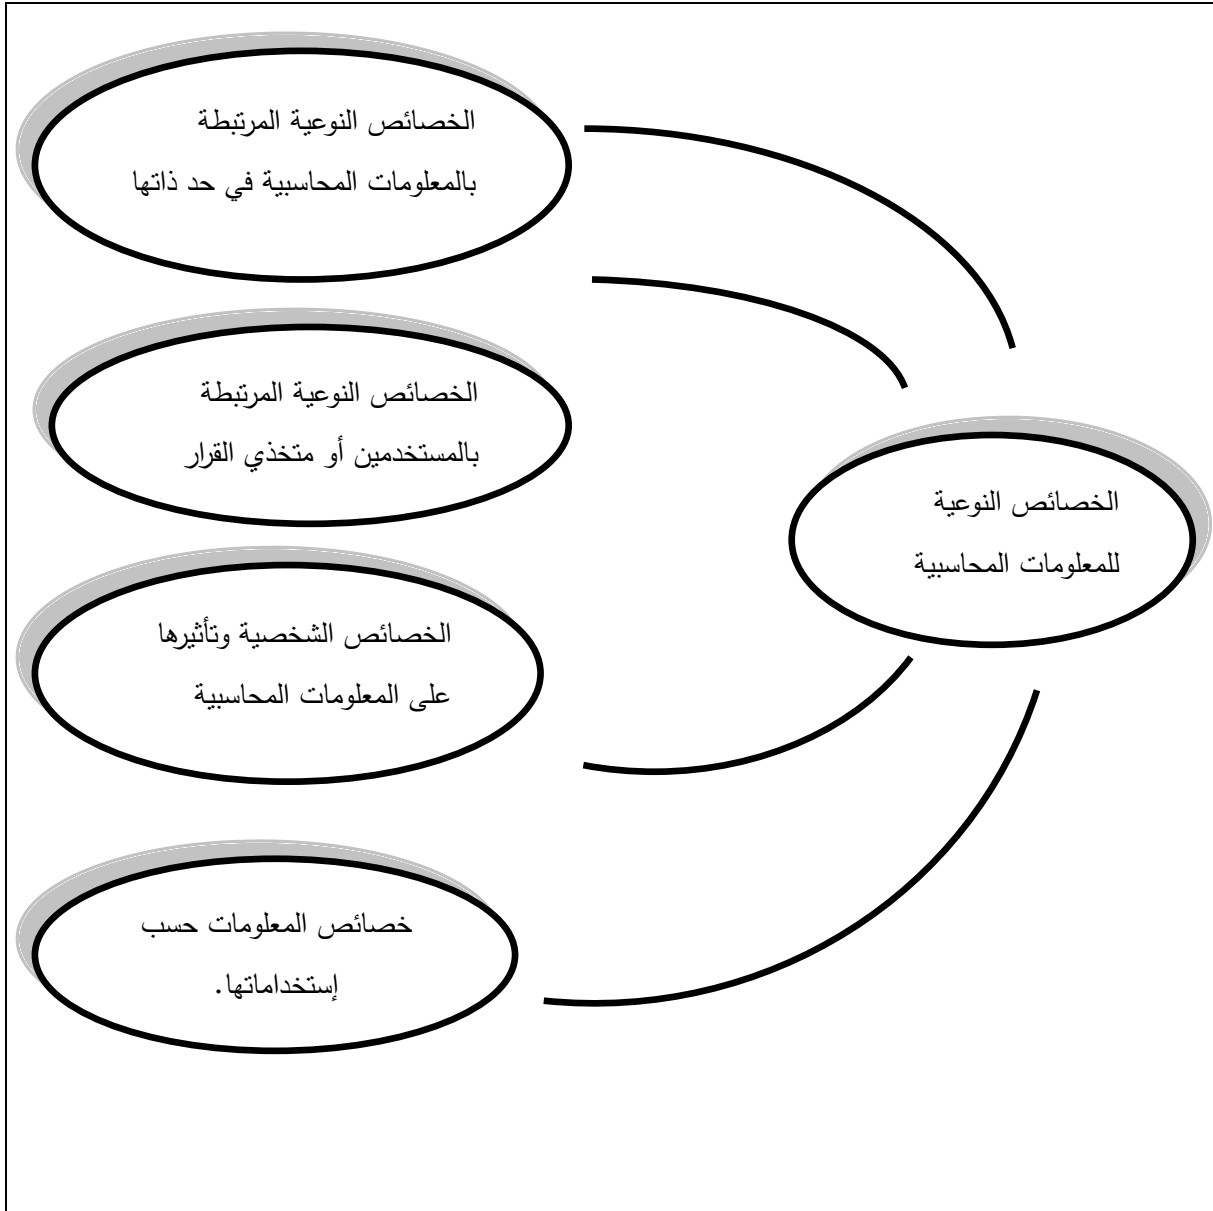 الخصائص النوعية المرتبطة
بالمعلومات المحاسبية في حد ذاتها
الخصائص النوعية المرتبطة
بالمستخدمين أو متخذي القرار
الخصائص النوعية
للمعلومات المحاسبية
الخصائص الشخصية وتأثيرها
على المعلومات المحاسبية
خصائص المعلومات حسب
إستخداماتها.